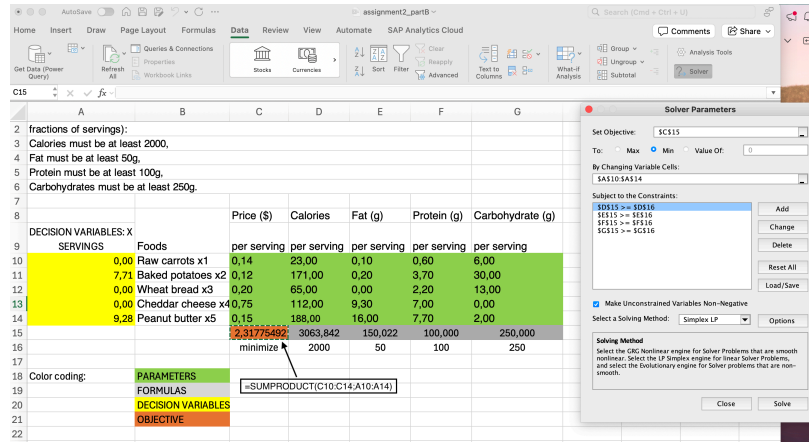 AutoSave
assignment2_partB
Search (Cmd + Ctrl + U)
Home Insert Draw Page Layout Formulas Data Review View Automate SAP Analytics Cloud
Comments Share
Get Data (Power Query)
Refresh All
Queries & Connections
Properties
Workbook Links
Stocks
Currencies
Sort
Filter
Clear
Reapply
Advanced
Text to Columns
What-if Analysis
Group
Ungroup
Subtotal
Analysis Tools
Solver
C15 fx
A B C D E F G
2 fractions of servings):
3 Calories must be at least 2000,
4 Fat must be at least 50g,
5 Protein must be at least 100g,
6 Carbohydrates must be at least 250g.
7
8 Price ($) Calories Fat (g) Protein (g) Carbohydrate (g)
DECISION VARIABLES: X
9 SERVINGS Foods per serving per serving per serving per serving per serving
10 0,00 Raw carrots x1 0,14 23,00 0,10 0,60 6,00
11 7,71 Baked potatoes x2 0,12 171,00 0,20 3,70 30,00
12 0,00 Wheat bread x3 0,20 65,00 0,00 2,20 13,00
13 0,00 Cheddar cheese x4 0,75 112,00 9,30 7,00 0,00
14 9,28 Peanut butter x5 0,15 188,00 16,00 7,70 2,00
15 2,31775492 3063,842 150,022 100,000 250,000
16 minimize 2000 50 100 250
17
18 Color coding: PARAMETERS
19 FORMULAS
=SUMPRODUCT(C10:C14;A10:A14)
20 DECISION VARIABLES
21 OBJECTIVE
22
Solver Parameters
Set Objective: $C$15
To: Max Min Value Of: 0
By Changing Variable Cells:
$A$10:$A$14
Subject to the Constraints:
$D$15 >= $D$16
$E$15 >= $E$16
$F$15 >= $F$16
$G$15 >= $G$16
Add
Change
Delete
Reset All
Load/Save
Make Unconstrained Variables Non-Negative
Select a Solving Method: Simplex LP Options
Solving Method
Select the GRG Nonlinear engine for Solver Problems that are smooth
nonlinear. Select the LP Simplex engine for linear Solver Problems,
and select the Evolutionary engine for Solver problems that are non-
smooth.
Close Solve